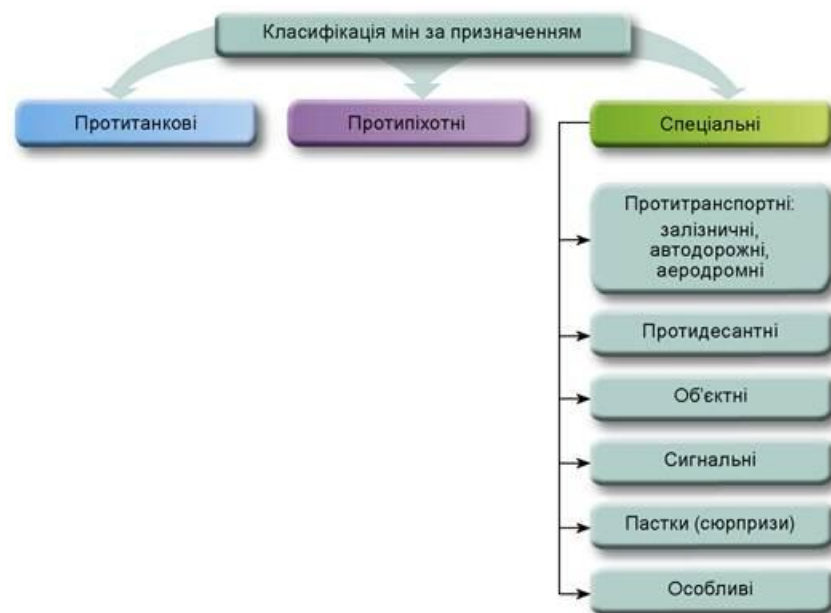 Класифікація мін за призначенням
Протитанкові
Протипіхотні
Спеціальні
Протитранспортні:
залізничні,
автодорожні,
аеродромні
Протидесантні
Об'єктні
Сигнальні
Пастки (сюрпризи)
Особливі